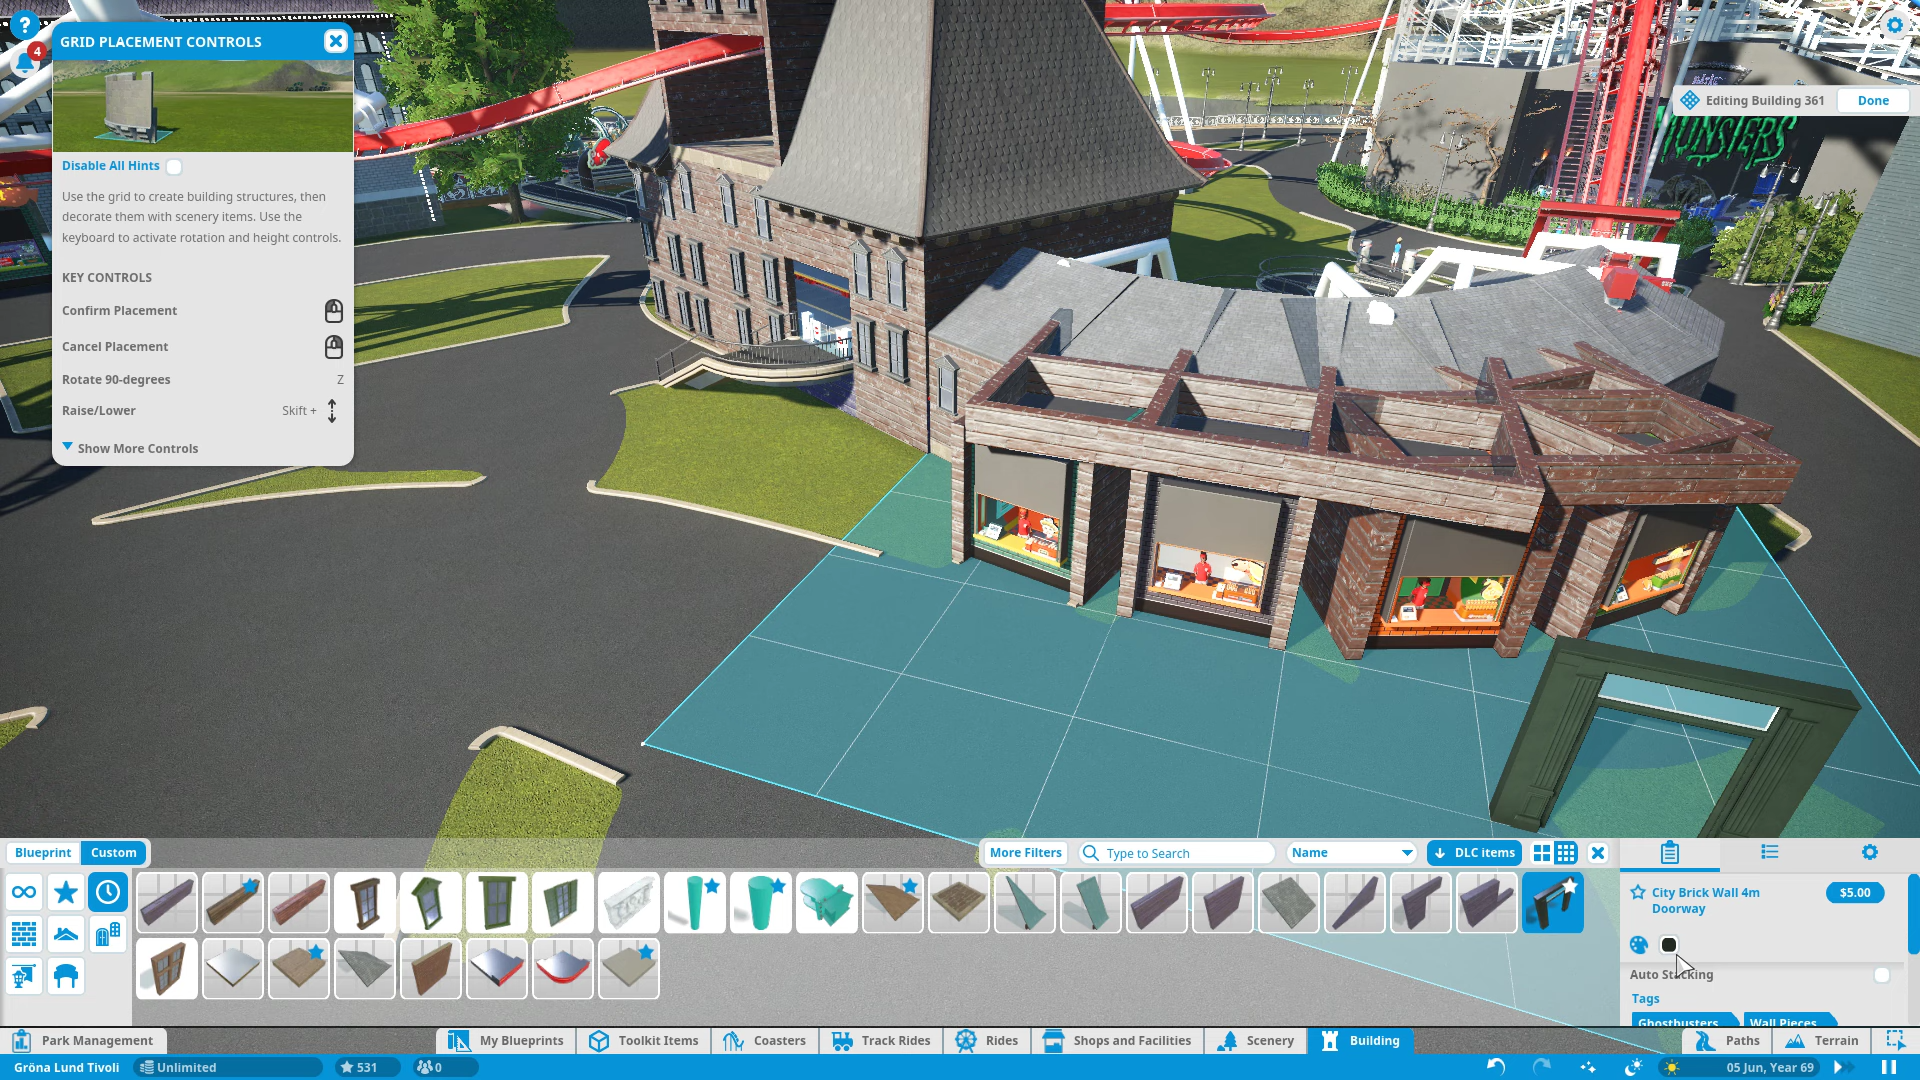 4
GRID PLACEMENT CONTROLS
Disable All Hints
Use the grid to create building structures, then
decorate them with scenery items. Use the
keyboard to activate rotation and height controls.
KEY CONTROLS
Confirm Placement
Cancel Placement
Rotate 90-degrees Z
Raise/Lower Skift +
Show More Controls
Editing Building 361 Done
MONSTERS
Blueprint Custom
More Filters Type to Search Name DLC items
City Brick Wall 4m $5.00
Doorway
Auto Stacking
Tags
Ghostbusters Wall Pieces
Park Management My Blueprints Toolkit Items Coasters Track Rides Rides Shops and Facilities Scenery Building Paths Terrain
Gröna Lund Tivoli Unlimited 531 0 05 Jun, Year 69